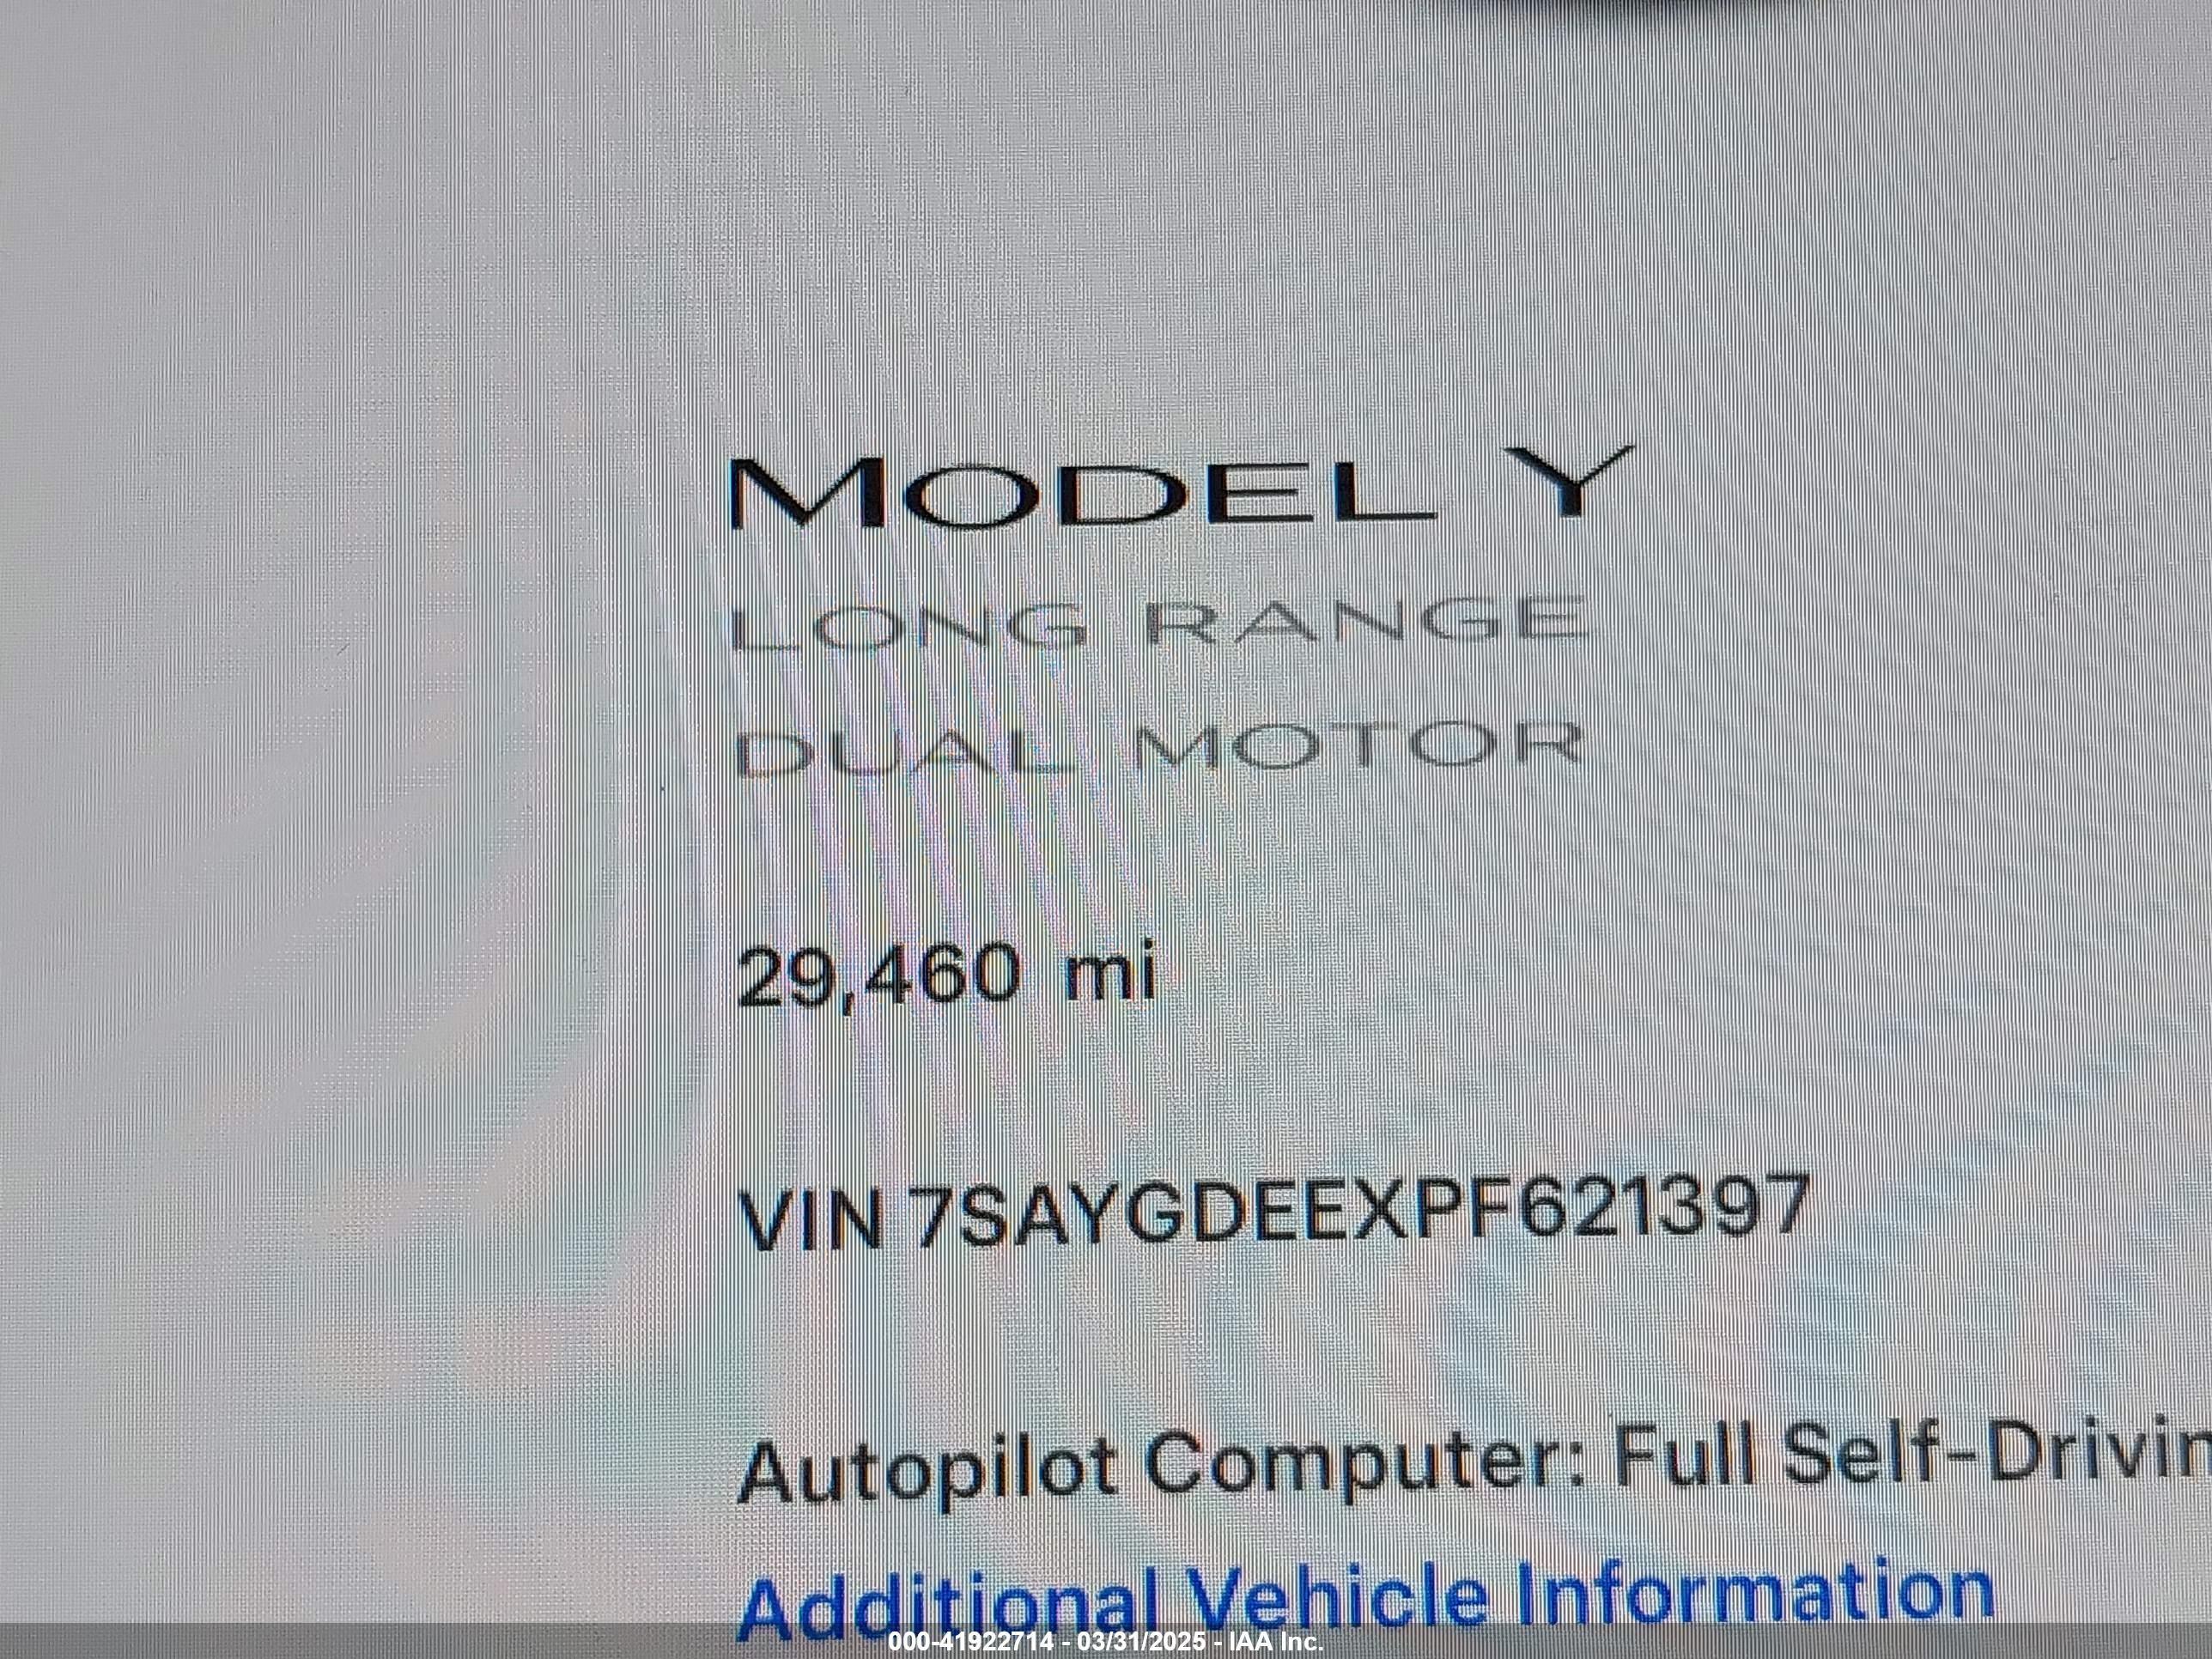 MODEL Y
LONG RANGE
DUAL MOTOR
29,460 mi
VIN 7SAYGDEEXPF621397
Autopilot Computer: Full Self-Drivin
Additional Vehicle Information
000-41922714 - 03/31/2025 - IAA Inc.